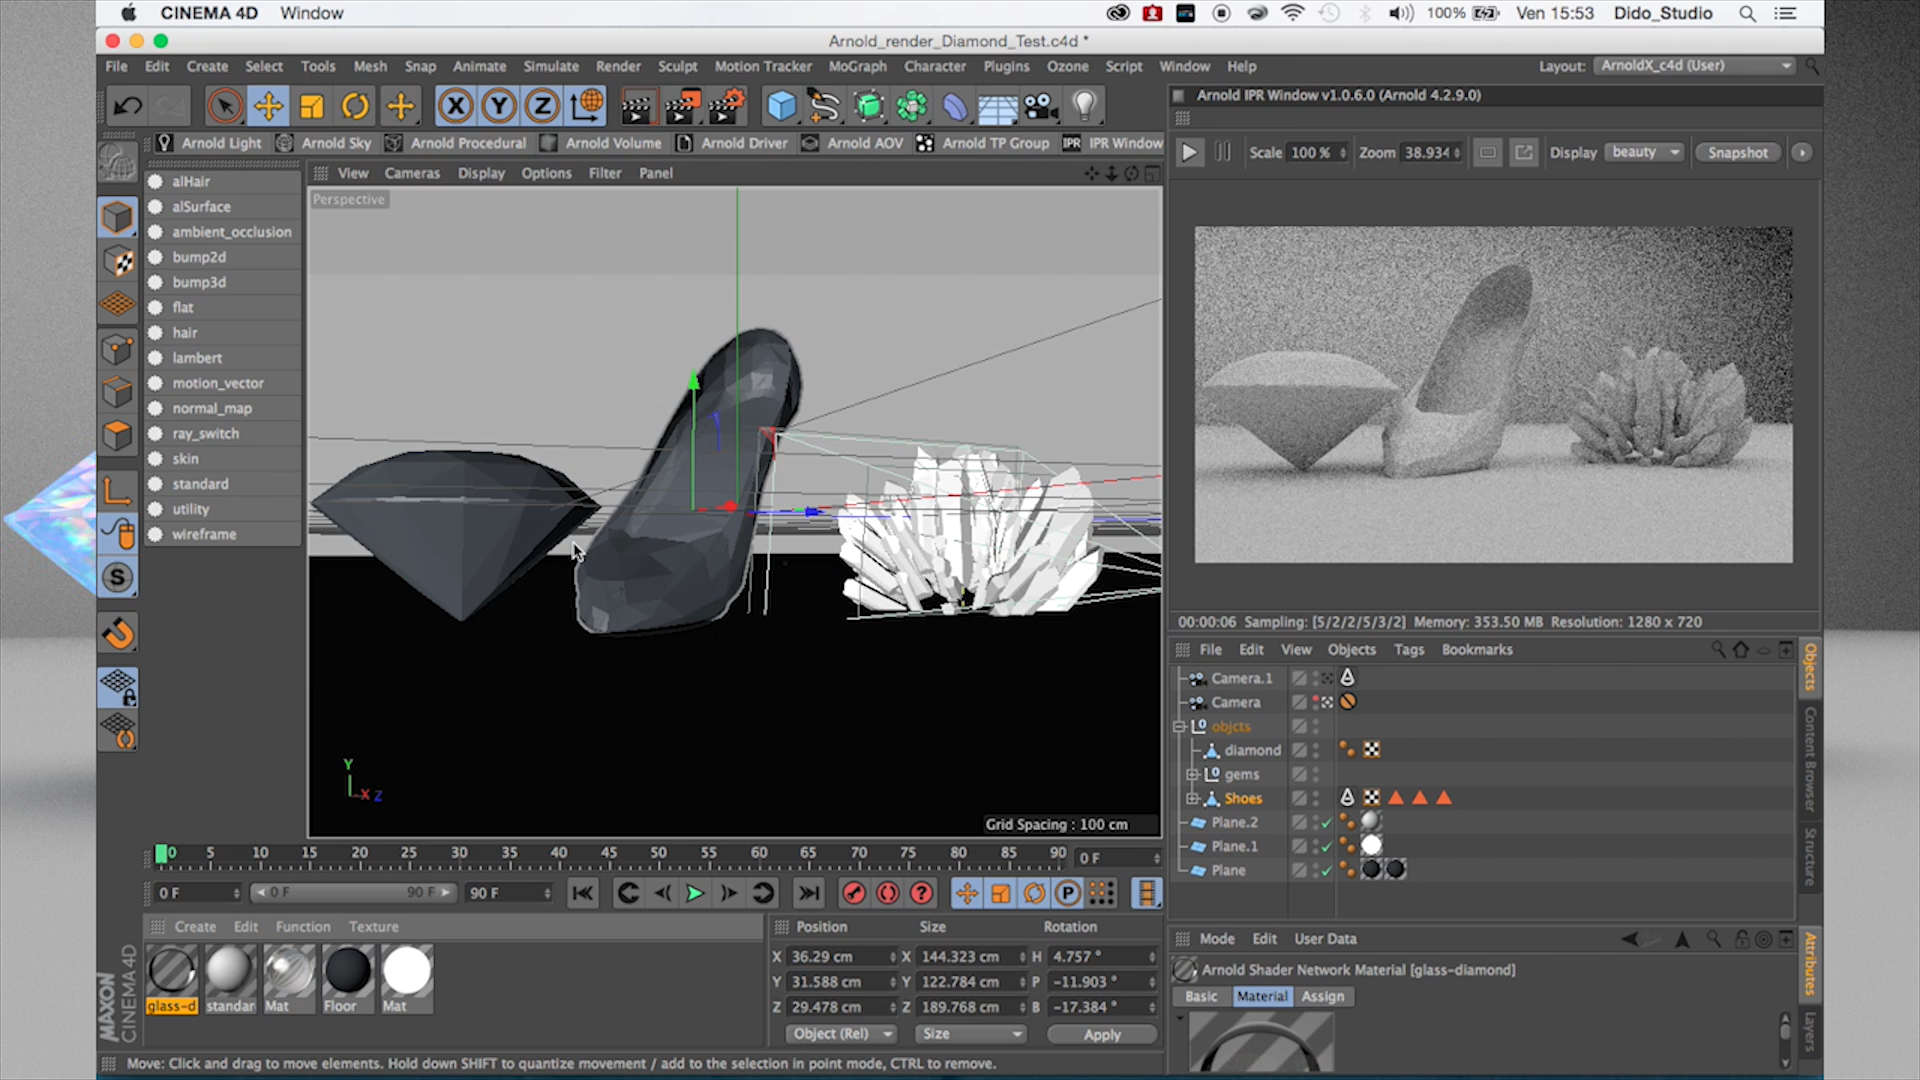 CINEMA 4D Window 100% Ven 15:53 Dido_Studio
Arnold_render_Diamond_Test.c4d *
File Edit Create Select Tools Mesh Snap Animate Simulate Render Sculpt Motion Tracker MoGraph Character Plugins Ozone Script Window Help Layout: ArnoldX_c4d (User)
X Y Z
Arnold IPR Window v1.0.6.0 (Arnold 4.2.9.0)
Arnold Light Arnold Sky Arnold Procedural Arnold Volume Arnold Driver Arnold AOV Arnold TP Group IPR IPR Window
Scale 100 % Zoom 38.934 Display beauty Snapshot
View Cameras Display Options Filter Panel
Perspective
alHair
alSurface
ambient_occlusion
bump2d
bump3d
flat
hair
lambert
motion_vector
normal_map
ray_switch
skin
standard
utility
wireframe
S
Y
X Z
Grid Spacing : 100 cm
00:00:06 Sampling: [5/2/2/5/3/2] Memory: 353.50 MB Resolution: 1280 x 720
File Edit View Objects Tags Bookmarks
Camera.1
Camera
objcts
diamond
gems
Shoes
Plane.2
Plane.1
Plane
Objects
Content Browser
Structure
0 5 10 15 20 25 30 35 40 45 50 55 60 65 70 75 80 85 90 0 F
0 F 0 F 90 F 90 F P
Create Edit Function Texture
glass-d standar Mat Floor Mat
MAXON
CINEMA 4D
Position Size Rotation
X 36.29 cm X 144.323 cm H 4.757 °
Y 31.588 cm Y 122.784 cm P -11.903 °
Z 29.478 cm Z 189.768 cm B -17.384 °
Object (Rel) Size Apply
Mode Edit User Data
Arnold Shader Network Material [glass-diamond]
Basic Material Assign
Attributes
Layers
Move: Click and drag to move elements. Hold down SHIFT to quantize movement / add to the selection in point mode, CTRL to remove.